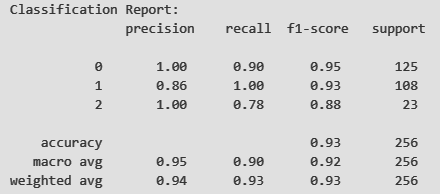 Classification Report:
precision recall f1-score support
0 1.00 0.90 0.95 125
1 0.86 1.00 0.93 108
2 1.00 0.78 0.88 23
accuracy 0.93 256
macro avg 0.95 0.90 0.92 256
weighted avg 0.94 0.93 0.93 256